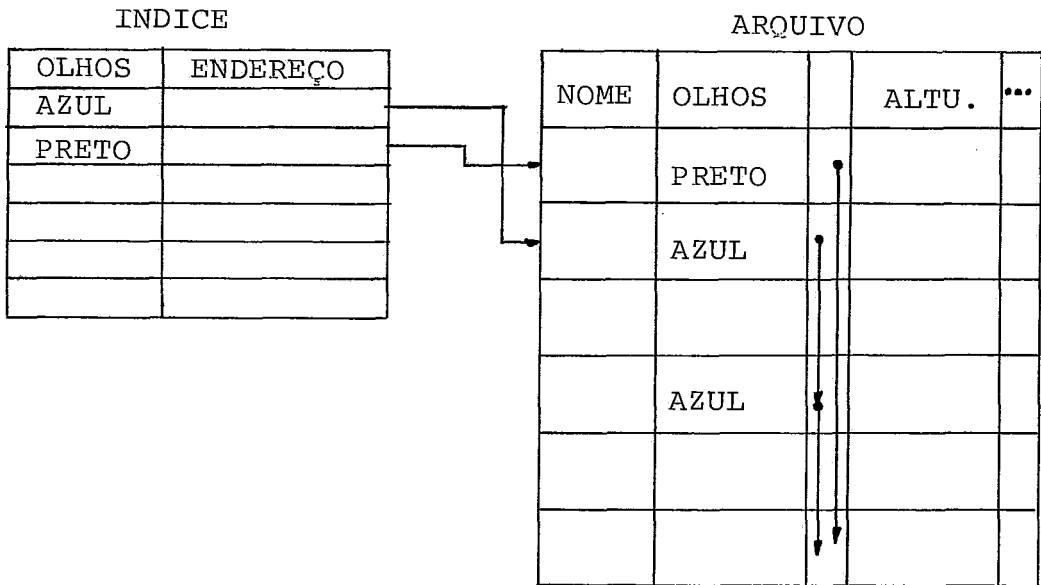 INDICE
OLHOS ENDEREÇO
AZUL
PRETO
ARQUIVO
NOME OLHOS ALTU. •••
PRETO
AZUL
AZUL